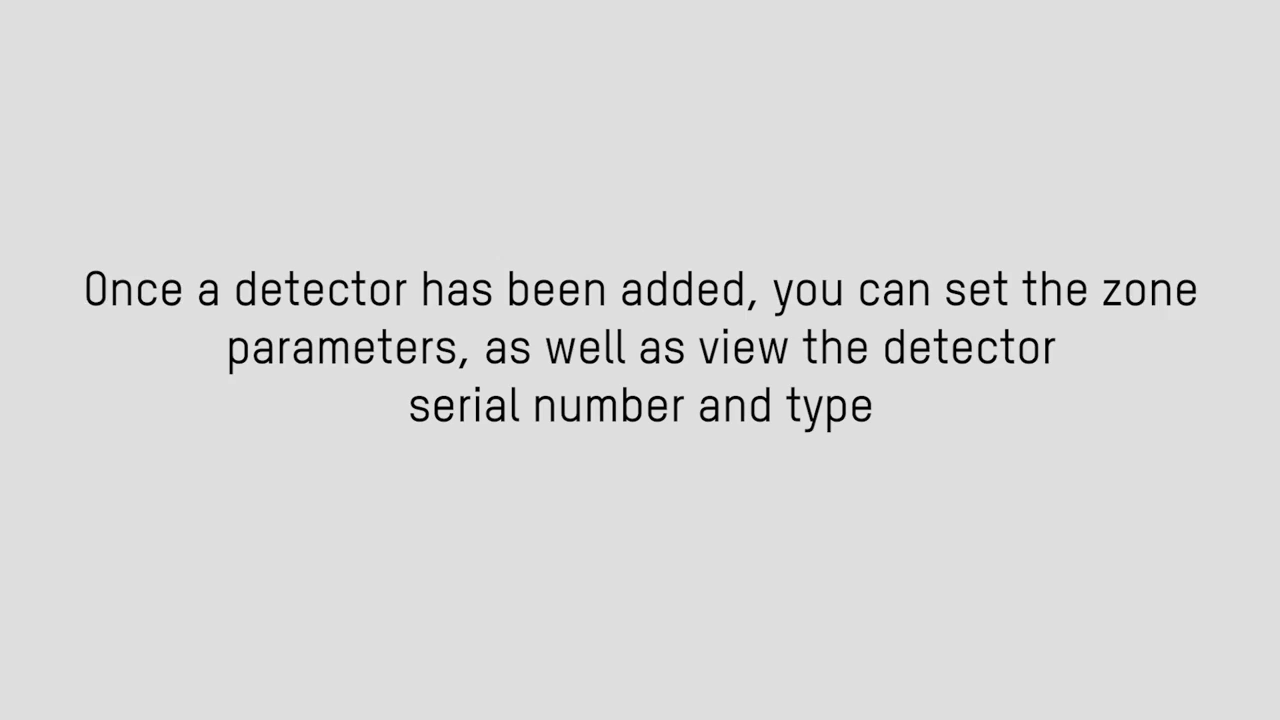 Once a detector has been added, you can set the zone
parameters, as well as view the detector
serial number and type